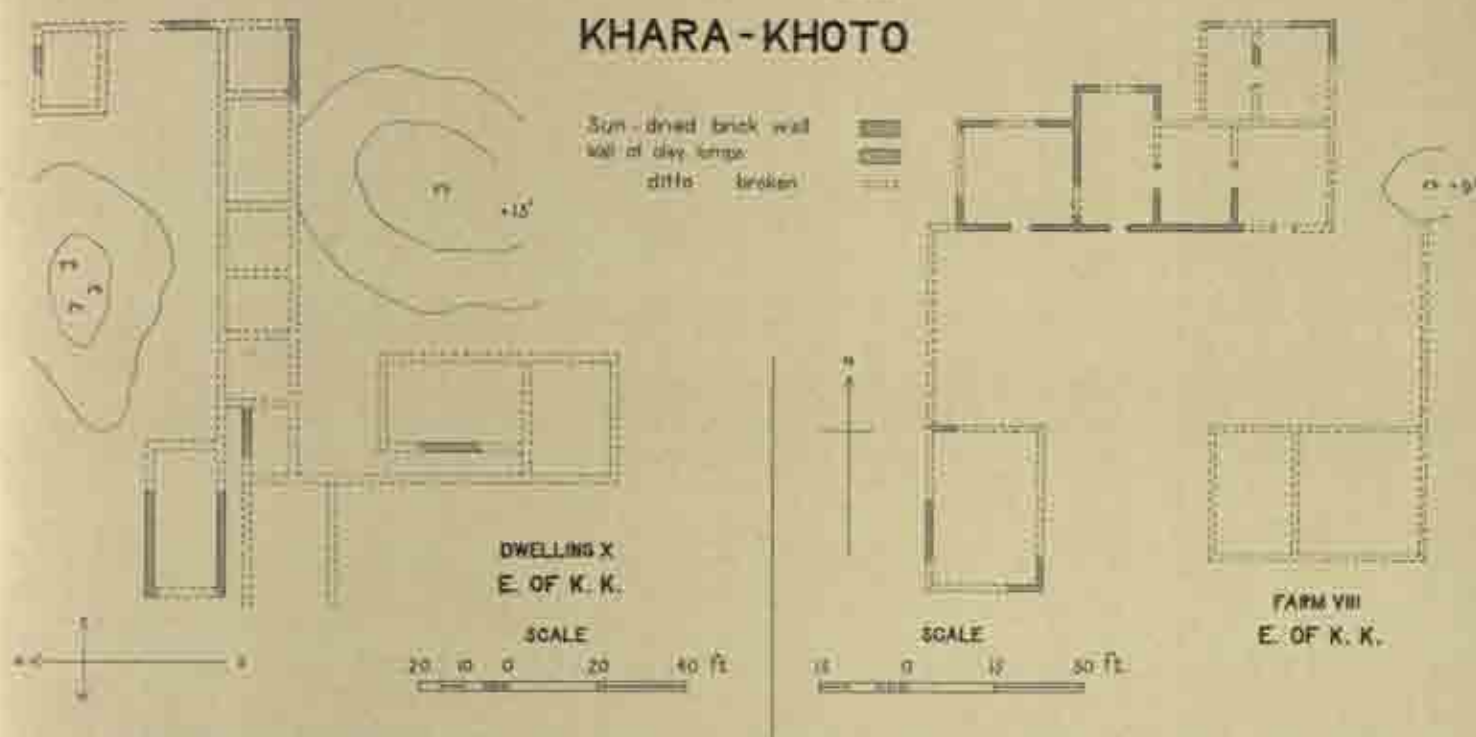 KHARA-KHOTO
Sun-dried brick wall
wall of clay lumps
ditto broken
+13'
N
DWELLING X
E. OF K. K.
SCALE
20 10 0 20 40 ft.
FARM VIII
E. OF K. K.
SCALE
15 0 15 30 ft.